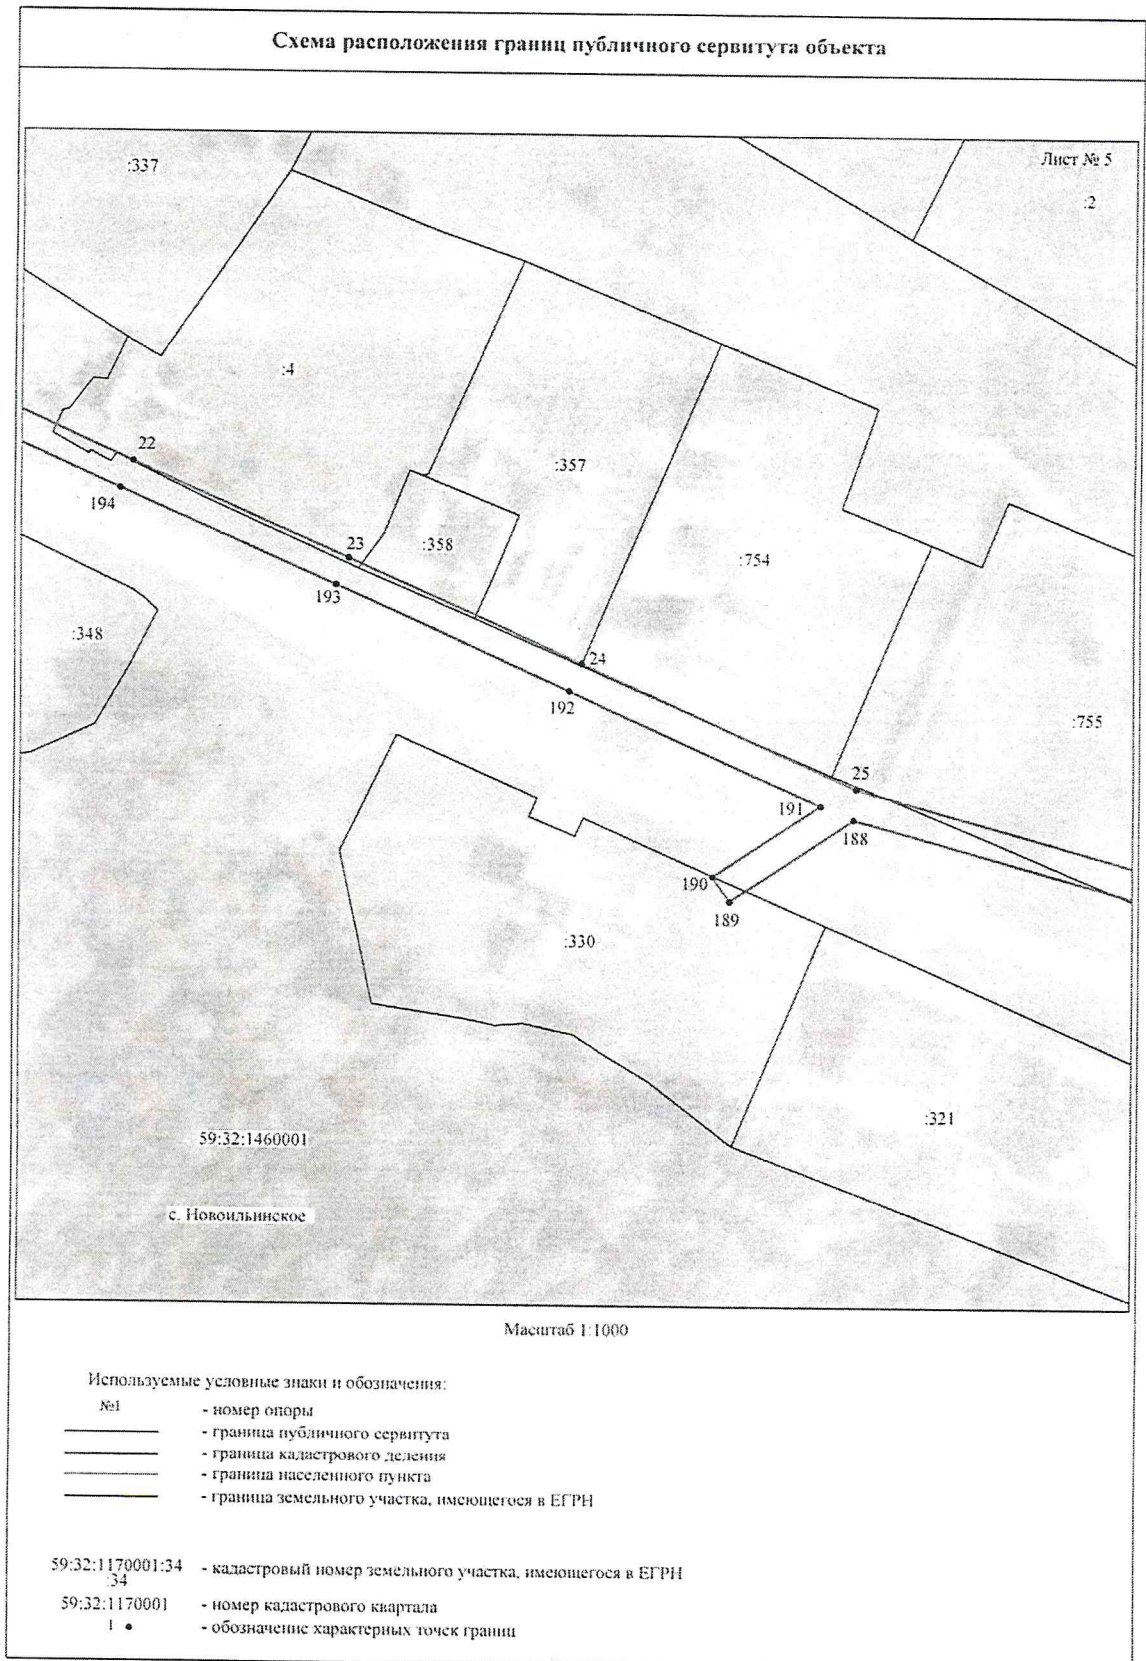 Схема расположения границ публичного сервитута объекта
Лист № 5
:337
:2
:4
22
:357
194
23
:358
:754
193
:348
24
192
:755
25
191
188
190
189
:330
:321
59:32:1460001
с. Новоильинское
Масштаб 1:1000
Используемые условные знаки и обозначения:
№1 - номер опоры
- граница публичного сервитута
- граница кадастрового деления
- граница населенного пункта
- граница земельного участка, имеющегося в ЕГРН
59:32:1170001:34 - кадастровый номер земельного участка, имеющегося в ЕГРН
:34
59:32:1170001 - номер кадастрового квартала
1 - обозначение характерных точек границ